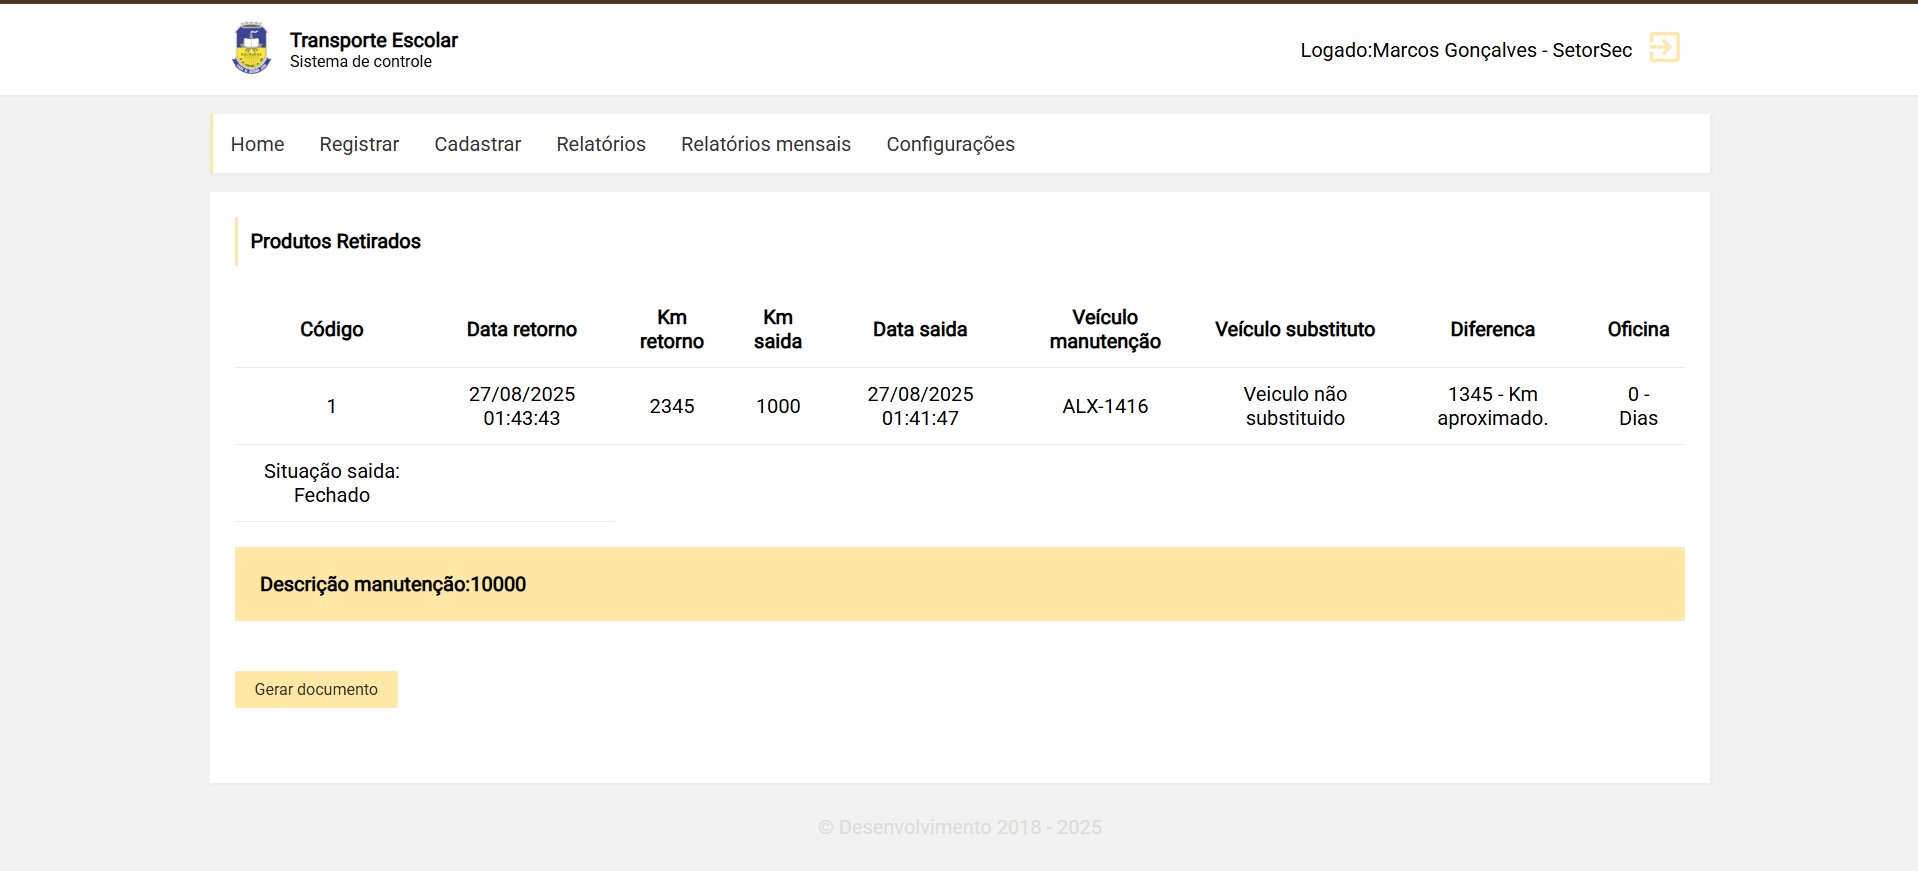 Transporte Escolar
Sistema de controle
Logado:Marcos Gonçalves - SetorSec
Home Registrar Cadastrar Relatórios Relatórios mensais Configurações
Produtos Retirados
Código Data retorno Km retorno Km saida Data saida Veículo manutenção Veículo substituto Diferenca Oficina
1 27/08/2025 01:43:43 2345 1000 27/08/2025 01:41:47 ALX-1416 Veiculo não substituido 1345 - Km aproximado. 0 - Dias
Situação saida:
Fechado
Descrição manutenção:10000
Gerar documento
© Desenvolvimento 2018 - 2025